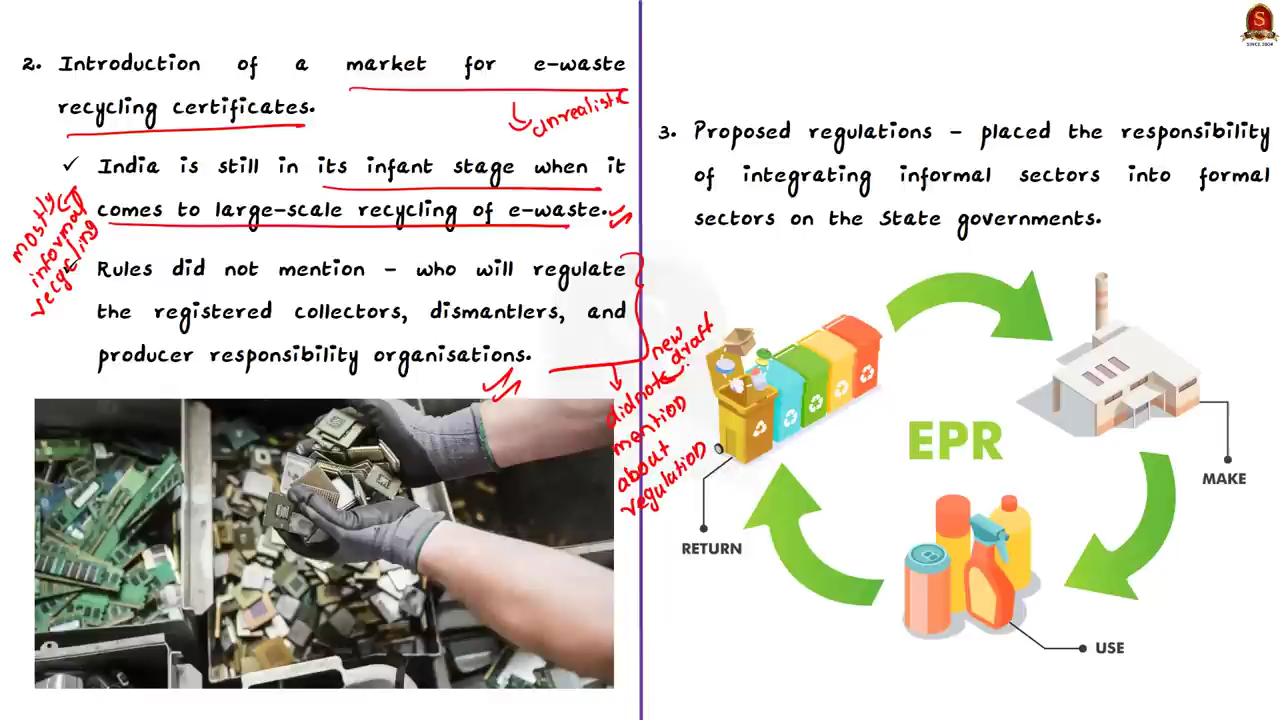 2. Introduction of a market for e-waste
recycling certificates.
unrealistic
✓ India is still in its infant stage when it
comes to large-scale recycling of e-waste.
mostly
informal
recycling
✓ Rules did not mention – who will regulate
the registered collectors, dismantlers, and
producer responsibility organisations.
new
draft
did not
mention
about
regulation
3. Proposed regulations – placed the responsibility
of integrating informal sectors into formal
sectors on the State governments.
EPR
MAKE
RETURN
USE
S
SINCE 2004